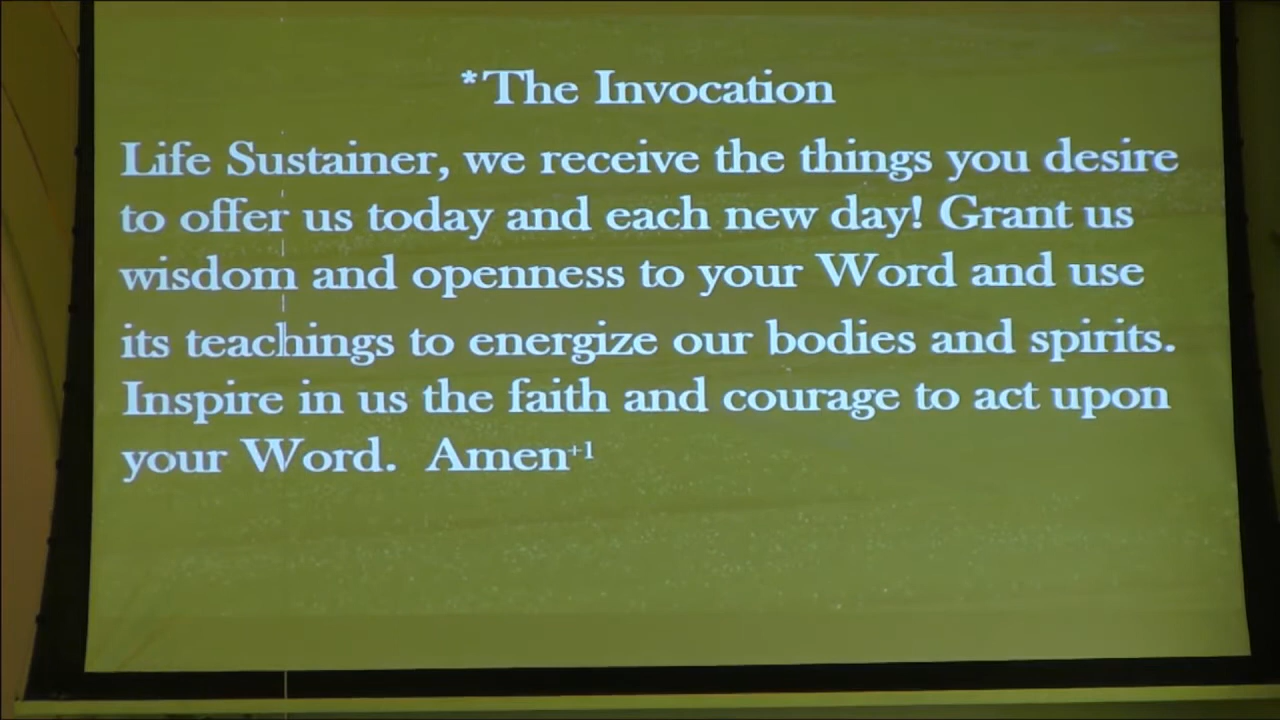 *The Invocation
Life Sustainer, we receive the things you desire
to offer us today and each new day! Grant us
wisdom and openness to your Word and use
its teachings to energize our bodies and spirits.
Inspire in us the faith and courage to act upon
your Word.  Amen+1